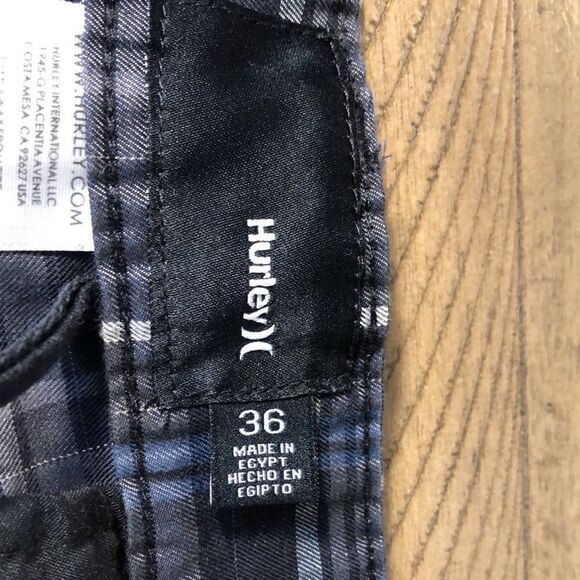 WWW.HURLEY.COM
HURLEY INTERNATIONAL LLC
1945-G PLACENTIA AVENUE
COSTA MESA, CA 92627 USA
Hurley)(
36
MADE IN
EGYPT
HECHO EN
EGIPTO